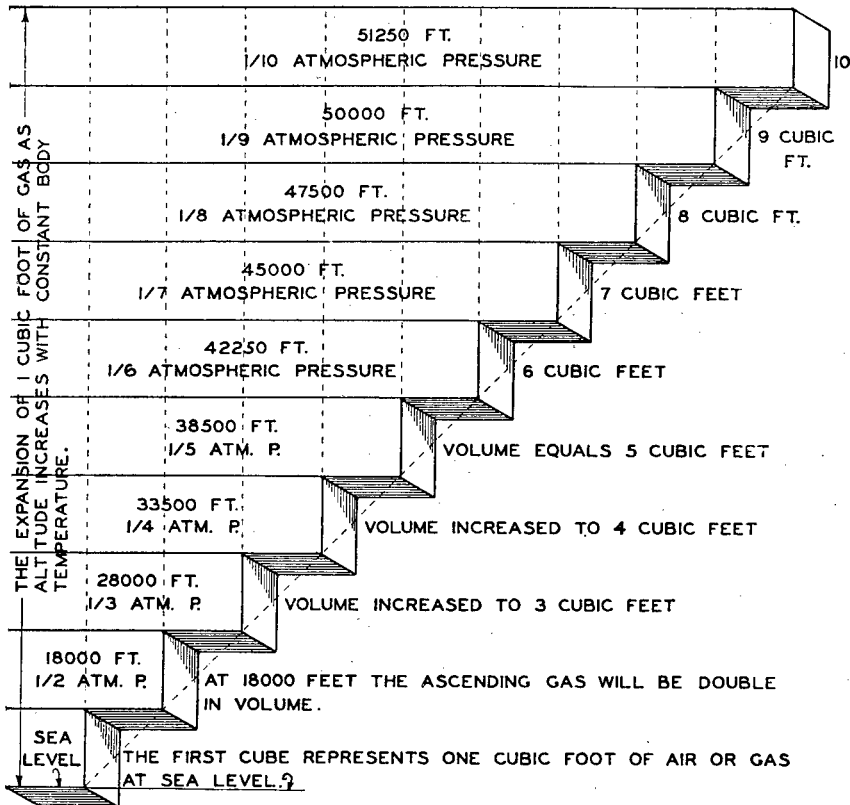 51250 FT.
1/10 ATMOSPHERIC PRESSURE
10
50000 FT.
1/9 ATMOSPHERIC PRESSURE
9 CUBIC
FT.
47500 FT.
1/8 ATMOSPHERIC PRESSURE
8 CUBIC FT.
45000 FT.
1/7 ATMOSPHERIC PRESSURE
7 CUBIC FEET
42250 FT.
1/6 ATMOSPHERIC PRESSURE
6 CUBIC FEET
38500 FT.
1/5 ATM. P.
VOLUME EQUALS 5 CUBIC FEET
33500 FT.
1/4 ATM. P.
VOLUME INCREASED TO 4 CUBIC FEET
28000 FT.
1/3 ATM. P.
VOLUME INCREASED TO 3 CUBIC FEET
18000 FT.
1/2 ATM. P.
AT 18000 FEET THE ASCENDING GAS WILL BE DOUBLE
IN VOLUME.
SEA
LEVEL
THE FIRST CUBE REPRESENTS ONE CUBIC FOOT OF AIR OR GAS
AT SEA LEVEL.
THE EXPANSION OF 1 CUBIC FOOT OF GAS AS
ALTITUDE INCREASES WITH CONSTANT BODY
TEMPERATURE.